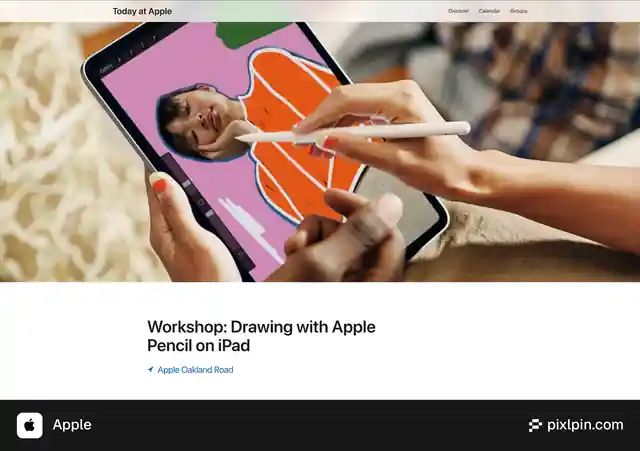 Today at Apple
Discover Calendar Groups
Gallery
Workshop: Drawing with Apple
Pencil on iPad
Apple Oakland Road
Apple
pixlpin.com